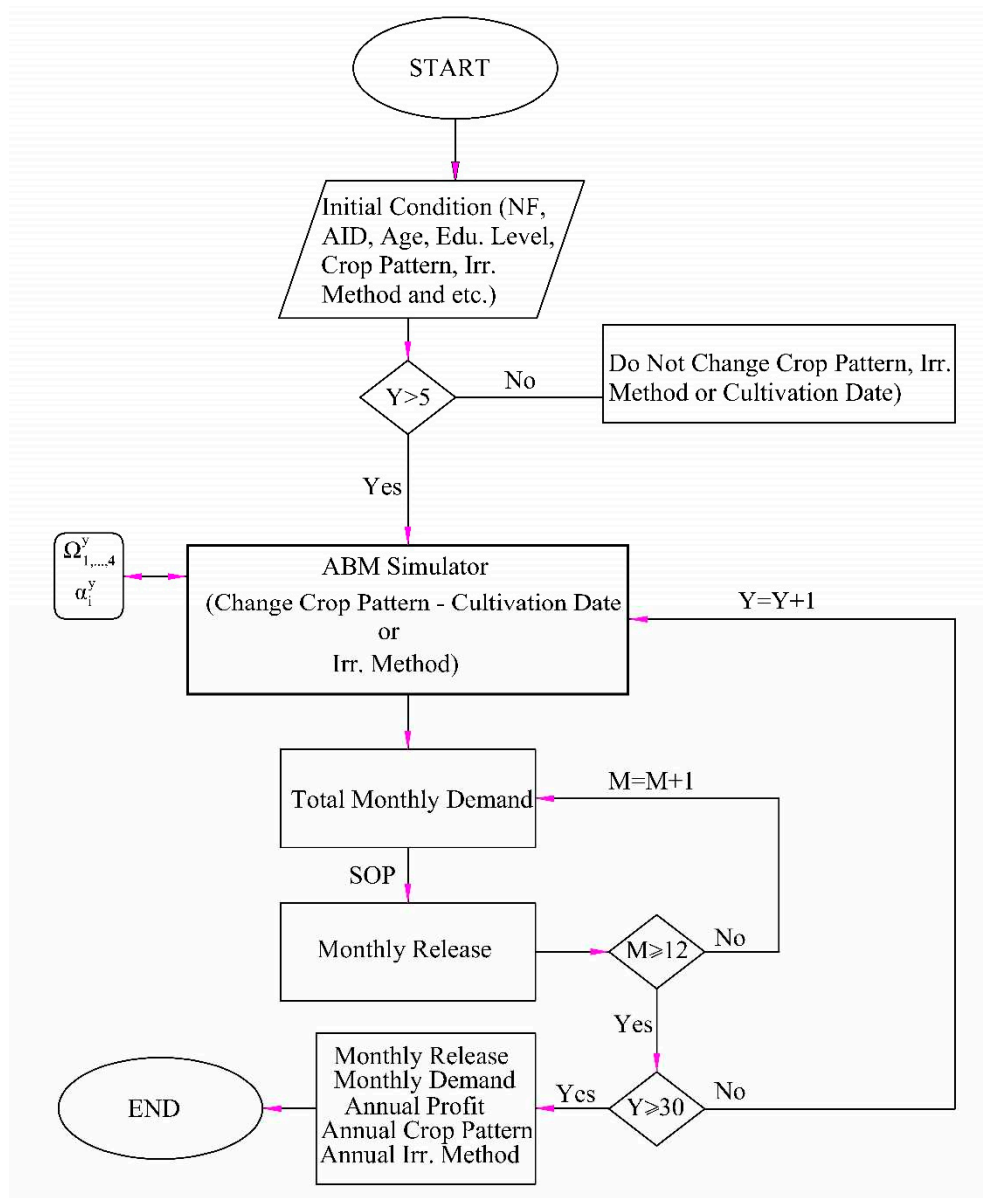 START
Initial Condition (NF,
AID, Age, Edu. Level,
Crop Pattern, Irr.
Method and etc.)
Y>5
No
Do Not Change Crop Pattern, Irr.
Method or Cultivation Date)
Yes
Ω^y_{1,...,4}
α^y_i
ABM Simulator
(Change Crop Pattern - Cultivation Date
or
Irr. Method)
Y=Y+1
Total Monthly Demand
M=M+1
SOP
Monthly Release
M⩾12
No
Yes
Monthly Release
Monthly Demand
Annual Profit
Annual Crop Pattern
Annual Irr. Method
Yes
Y⩾30
No
END